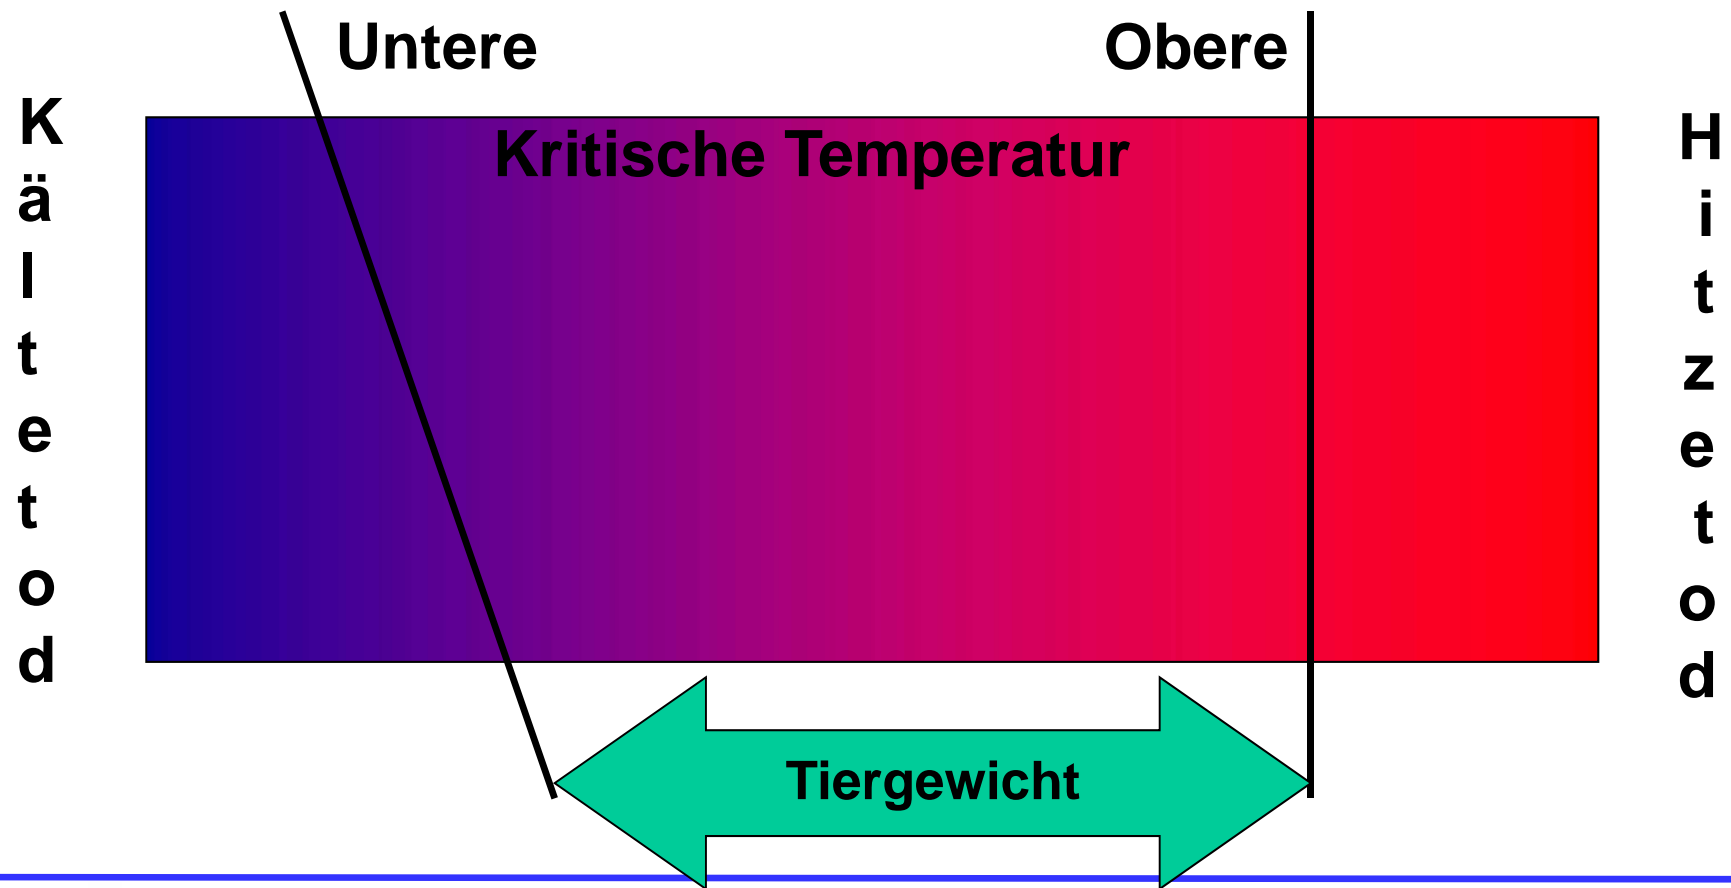 Untere
Obere
Kritische Temperatur
Kältetod
Hitzetod
Tiergewicht